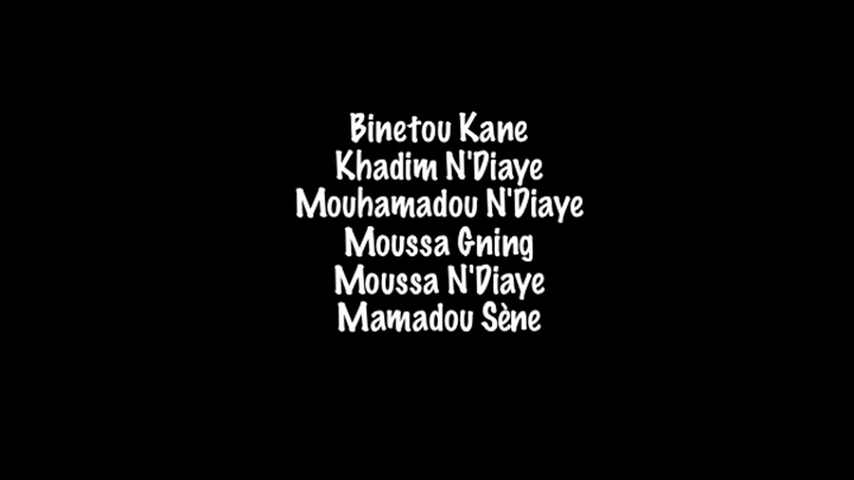 Binetou Kane
Khadim N'Diaye
Mouhamadou N'Diaye
Moussa Gning
Moussa N'Diaye
Mamadou Sène